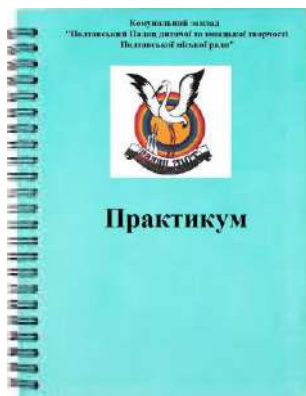 Комунальний заклад
"Полтавський Палац дитячої та юнацької творчості
Полтавської міської ради"
Практикум